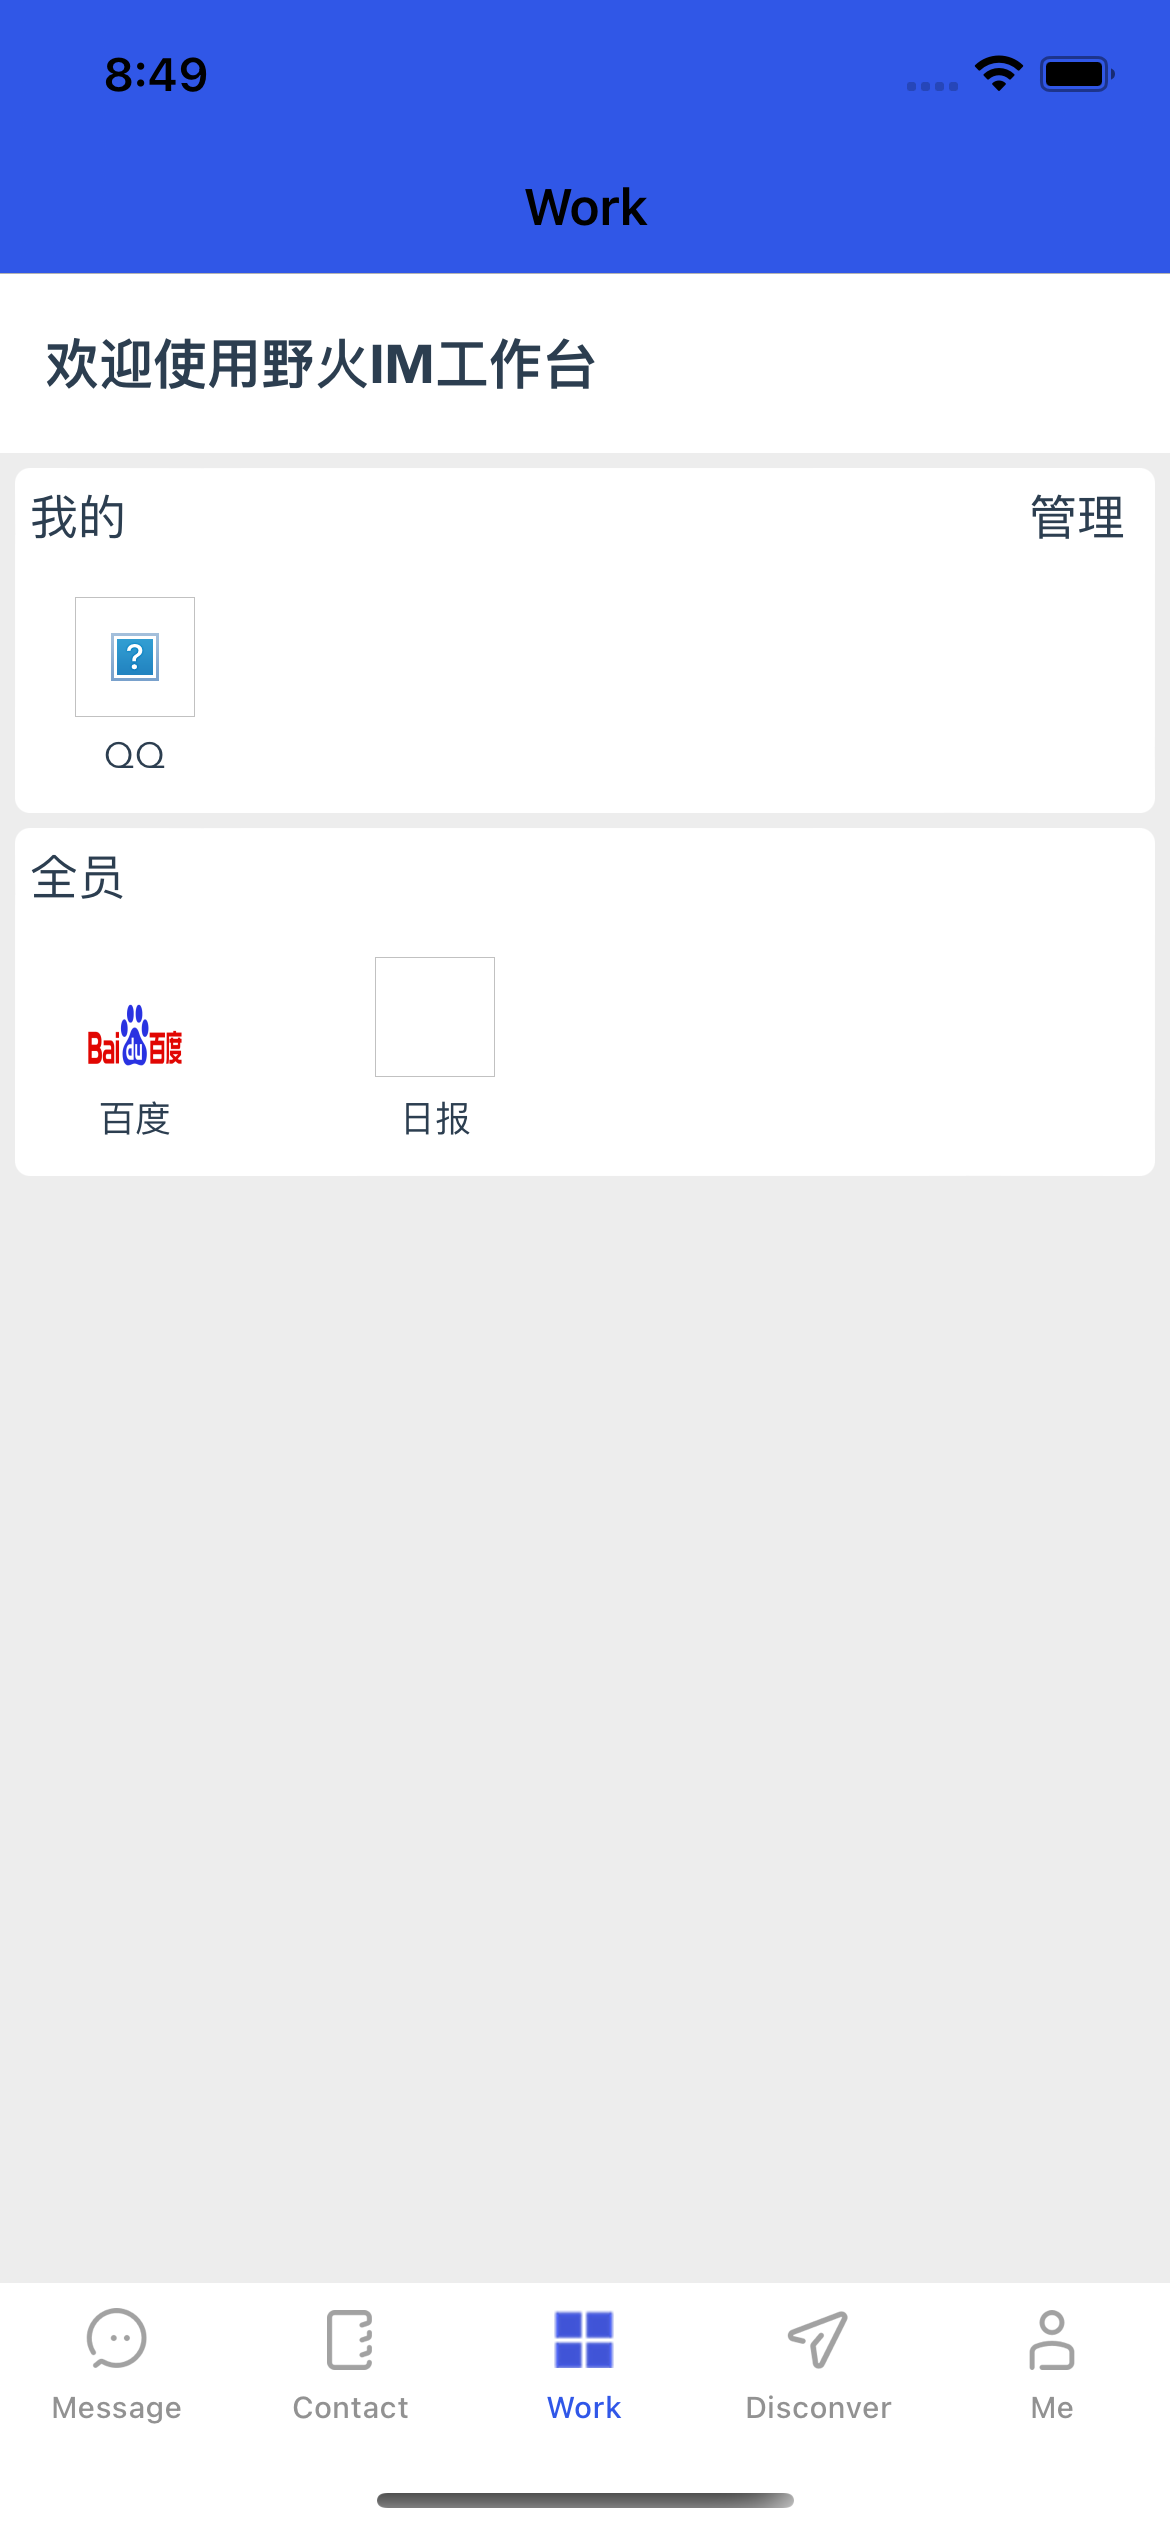 8:49
Work
欢迎使用野火IM工作台
我的
管理
?
QQ
全员
Bai du 百度
百度
日报
Message
Contact
Work
Disconver
Me